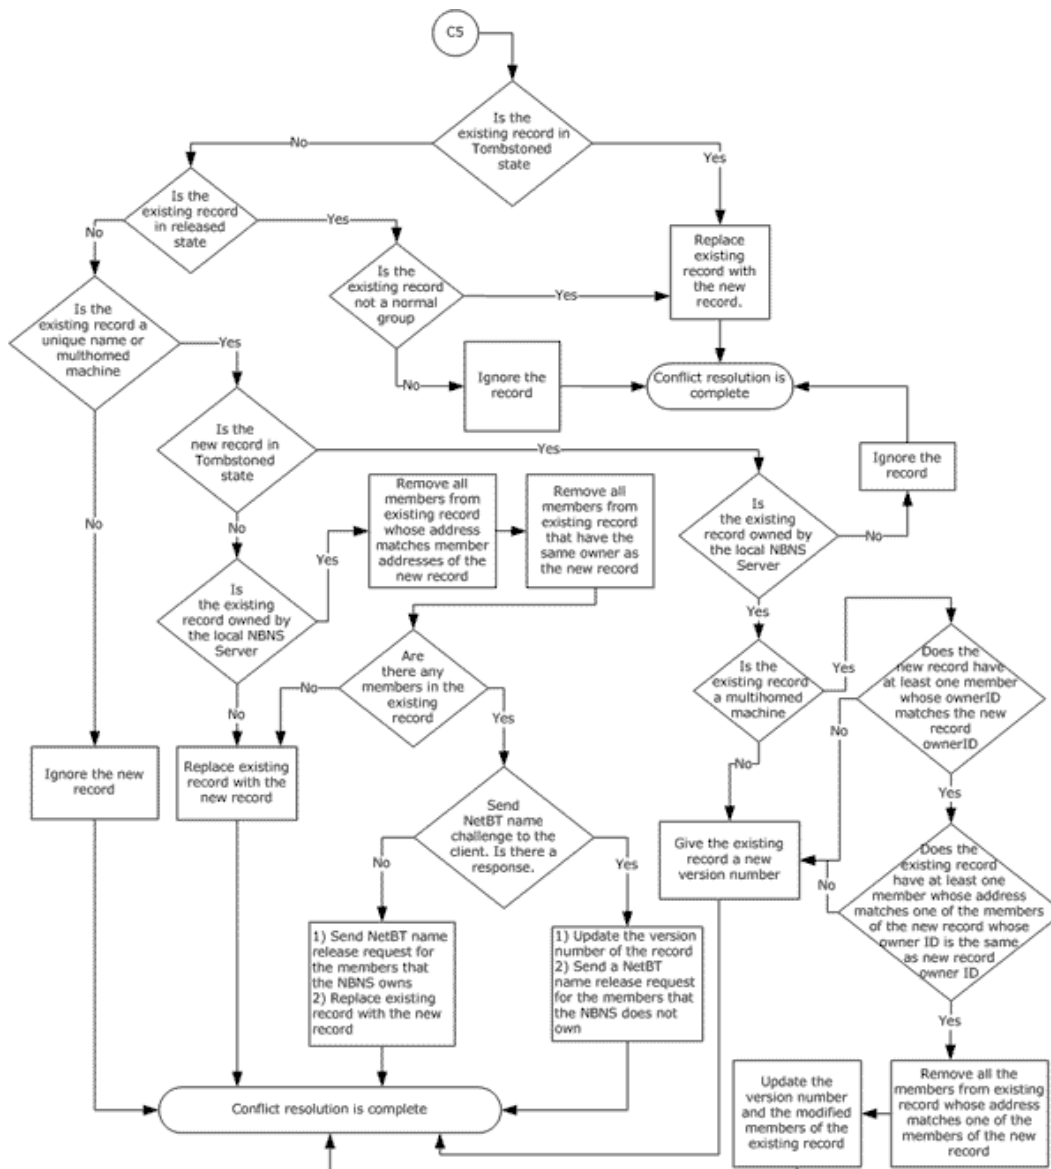 C5
Is the
existing record in
Tombstoned
state
No
Yes
Is the
existing record
in released
state
No
Yes
Replace
existing
record with
the new
record.
Is the
existing record
not a normal
group
Yes
Is the
existing record a
unique name or
multhomed
machine
Yes
No
Ignore the
record
Conflict resolution is
complete
Is the
new record in
Tombstoned
state
Yes
Ignore the
record
Remove all
members from
existing record
whose address
matches member
addresses of the
new record
Remove all
members from
existing record
that have the
same owner as
the new record
Is
the existing
record owned by
the local NBNS
Server
No
No
No
Yes
Is
the existing
record owned by
the local NBNS
Server
Yes
Are
there any
members in the
existing
record
No
Yes
Is the
existing record
a multihomed
machine
Yes
Does the
new record have
at least one member
whose ownerID
matches the new
record
ownerID
No
No
No
Yes
Ignore the new
record
Replace existing
record with the
new record
Send
NetBT name
challenge to the
client. Is there a
response.
No
Yes
Give the existing
record a new
version number
No
Does the
existing record
have at least one
member whose address
matches one of the members
of the new record whose
owner ID is the same
as new record
owner ID
1) Send NetBT name
release request for
the members that
the NBNS owns
2) Replace existing
record with the new
record
1) Update the version
number of the record
2) Send a NetBT
name release request
for the members that
the NBNS does not
own
Yes
Conflict resolution is complete
Update the
version number
and the modified
members of the
existing record
Remove all the
members from existing
record whose address
matches one of the
members of the new
record